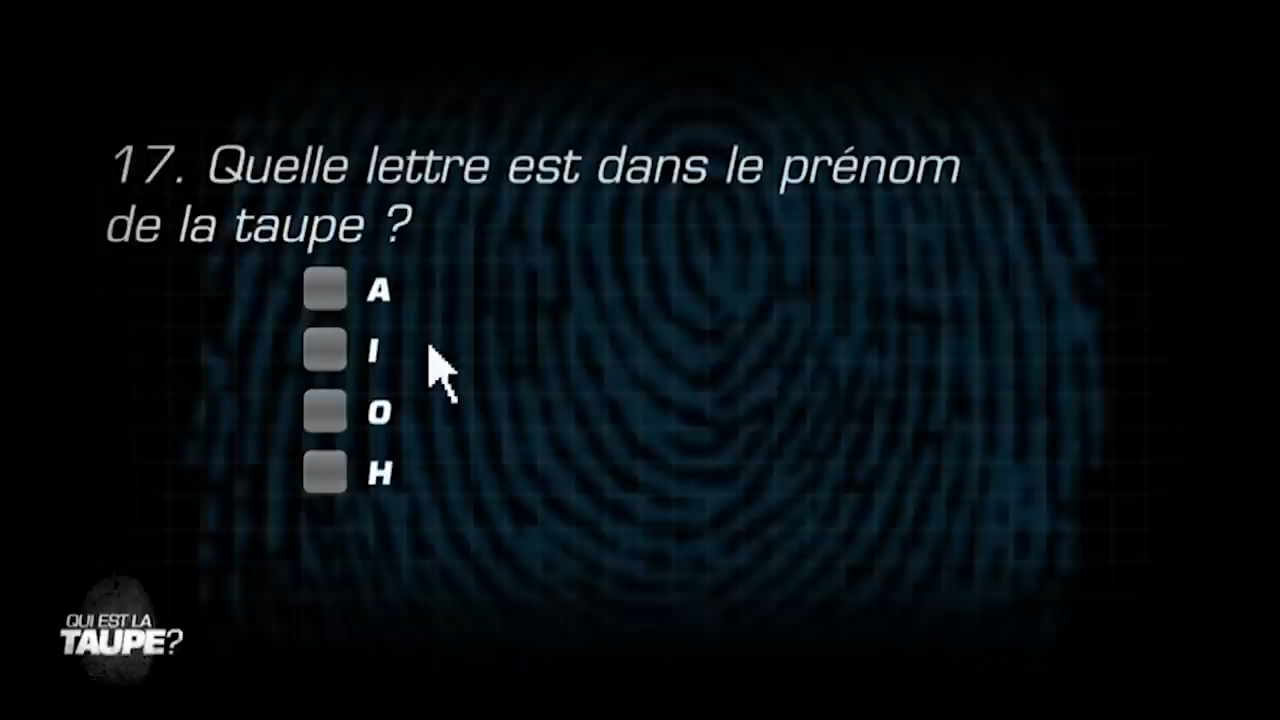 17. Quelle lettre est dans le prénom
de la taupe ?
A
I
O
H
QUI EST LA
TAUPE?